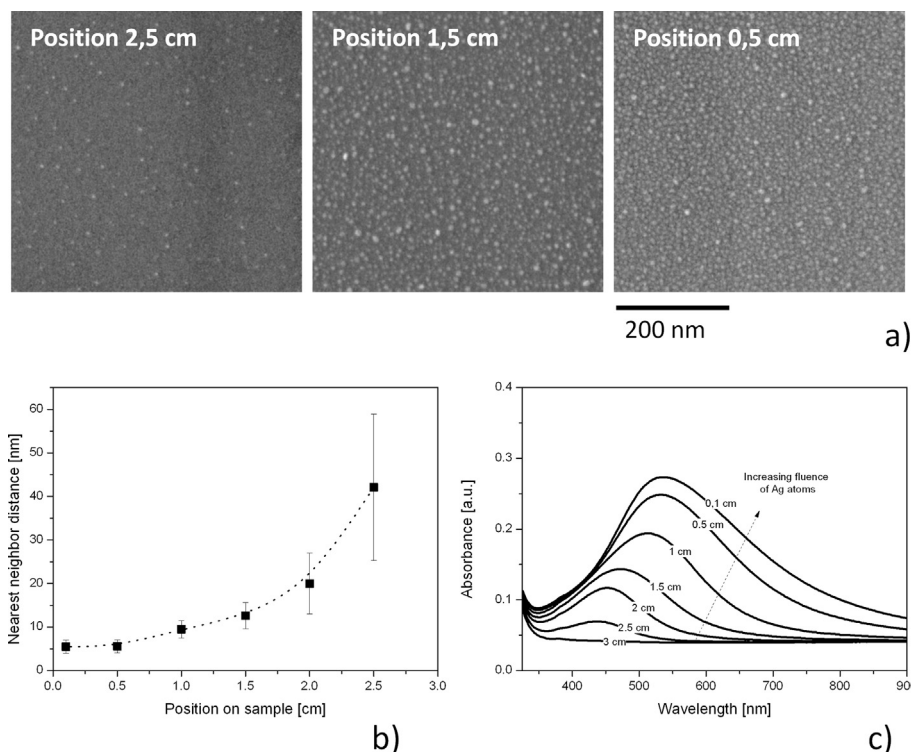 Position 2,5 cm
Position 1,5 cm
Position 0,5 cm
200 nm
a)
60
50
40
30
20
10
0
Nearest neighbor distance [nm]
0.0 0.5 1.0 1.5 2.0 2.5 3.0
Position on sample [cm]
b)
0.4
0.3
0.2
0.1
0.0
Absorbance [a.u.]
Increasing fluence
of Ag atoms
0,1 cm
0.5 cm
1 cm
1.5 cm
2 cm
2.5 cm
3 cm
400 500 600 700 800 90
Wavelength [nm]
c)